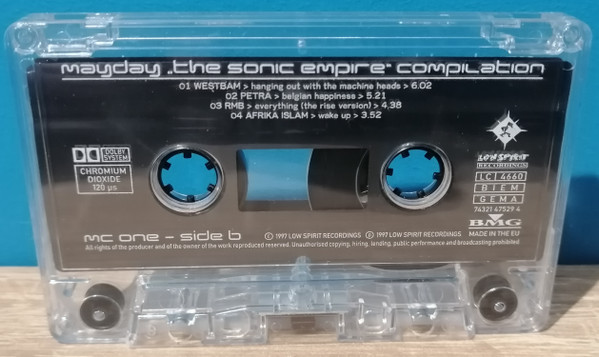 mayday „the sonic empire“ compilation
01 WESTBAM > hanging out with the machine heads > 6.02
02 PETRA > belgian happiness > 5.21
03 RMB > everything (the rise version) > 4,38
04 AFRIKA ISLAM > wake up > 3.52
DOLBY SYSTEM
CHROMIUM
DIOXIDE
120 µs
LOW SPIRIT
RECORDINGS
LC 4660
BIEM
GEMA
74321 47529 4
BMG
MADE IN THE EU
mc one - side b
© 1997 LOW SPIRIT RECORDINGS ℗ 1997 LOW SPIRIT RECORDINGS
All rights of the producer and of the owner of the work reproduced reserved. Unauthorised copying, hiring, lending, public performance and broadcasting prohibited.